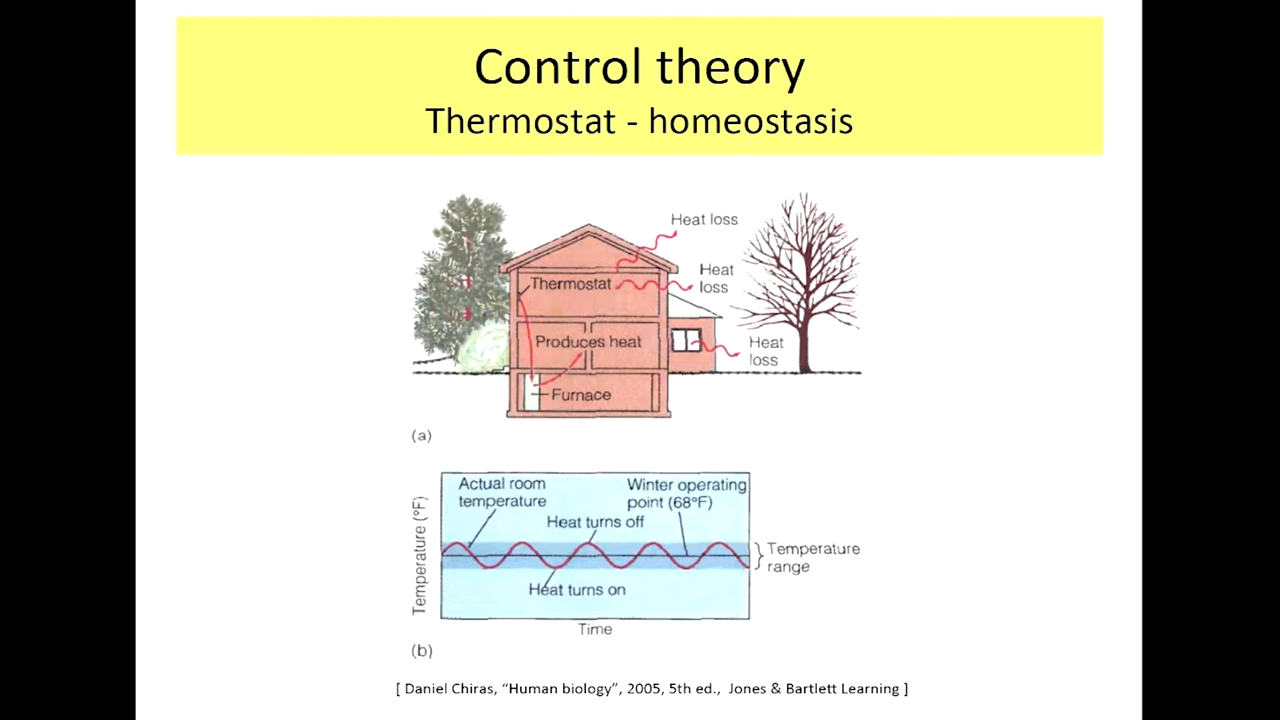 Control theory
Thermostat - homeostasis
Heat loss
Heat
loss
Thermostat
Produces heat
Heat
loss
Furnace
(a)
Actual room
temperature
Winter operating
point (68°F)
Heat turns off
Temperature
range
Heat turns on
Temperature (°F)
Time
(b)
[ Daniel Chiras, “Human biology”, 2005, 5th ed., Jones & Bartlett Learning ]